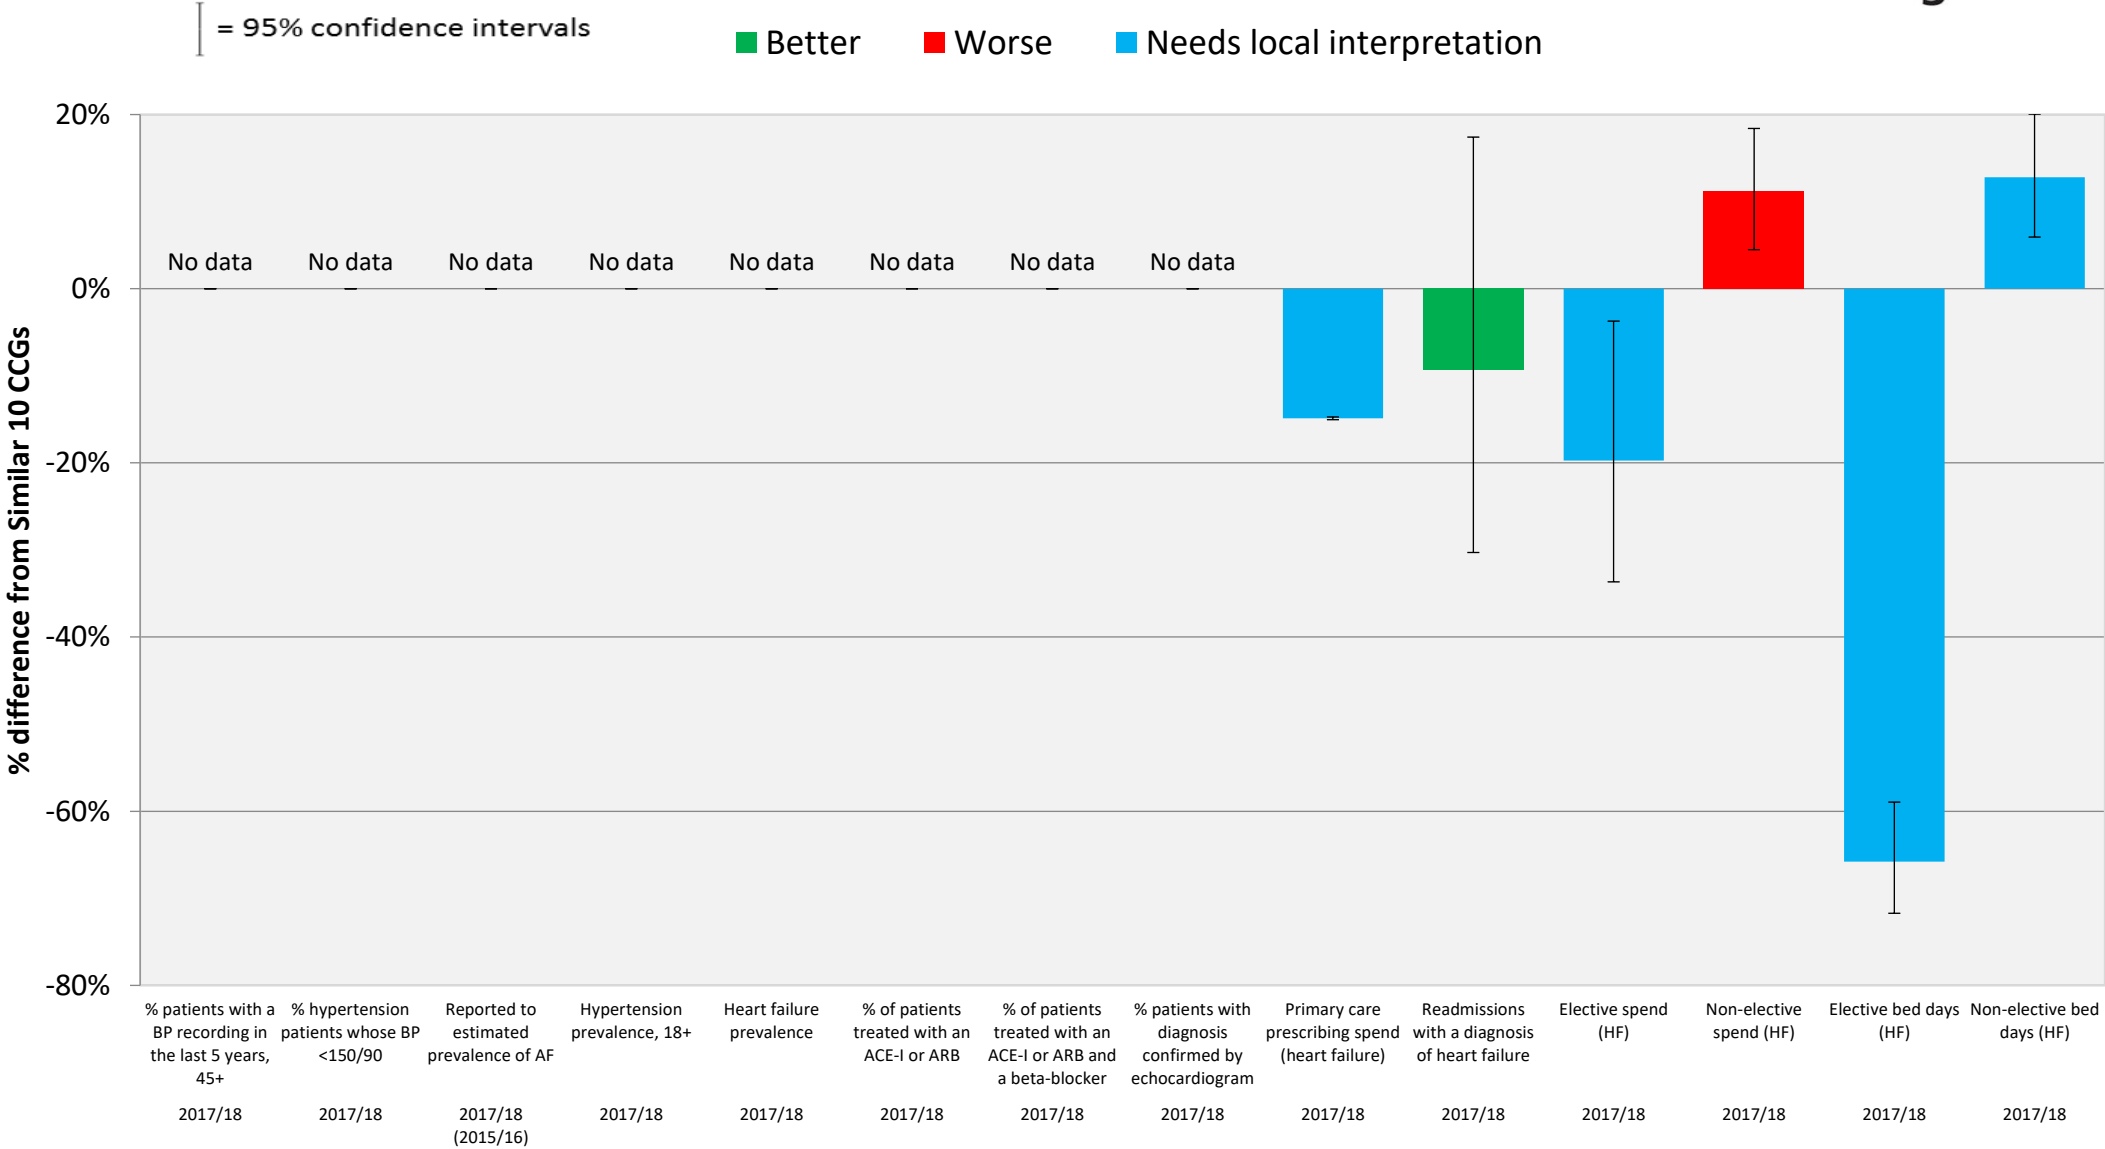 = 95% confidence intervals
Better Worse Needs local interpretation
20%
0%
-20%
-40%
-60%
-80%
% difference from Similar 10 CCGs
No data No data No data No data No data No data No data No data
% patients with a
BP recording in
the last 5 years,
45+
2017/18
% hypertension
patients whose BP
<150/90
2017/18
Reported to
estimated
prevalence of AF
2017/18
(2015/16)
Hypertension
prevalence, 18+
2017/18
Heart failure
prevalence
2017/18
% of patients
treated with an
ACE-I or ARB
2017/18
% of patients
treated with an
ACE-I or ARB and
a beta-blocker
2017/18
% patients with
diagnosis
confirmed by
echocardiogram
2017/18
Primary care
prescribing spend
(heart failure)
2017/18
Readmissions
with a diagnosis
of heart failure
2017/18
Elective spend
(HF)
2017/18
Non-elective
spend (HF)
2017/18
Elective bed days
(HF)
2017/18
Non-elective bed
days (HF)
2017/18